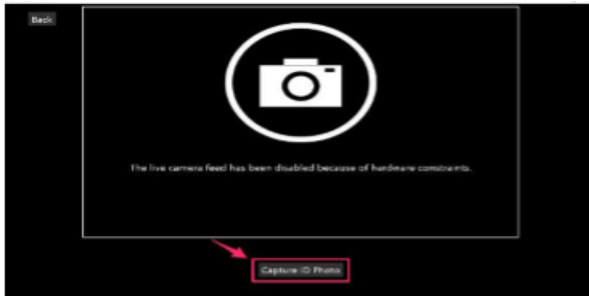 Back
The live camera feed has been disabled because of hardware constraints.
Capture ID Photo